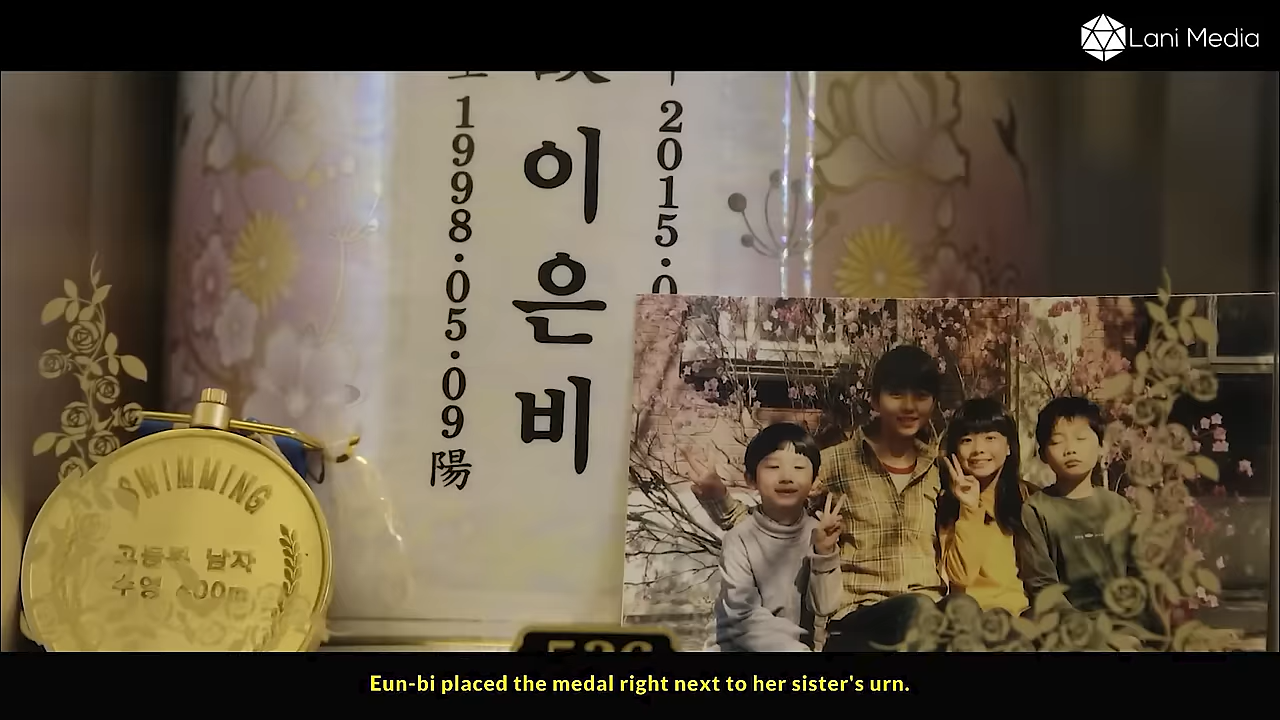 Lani Media
1998.05.09 陽
이은비
2015.0
SWIMMING
고등부 남자
수영
Eun-bi placed the medal right next to her sister's urn.